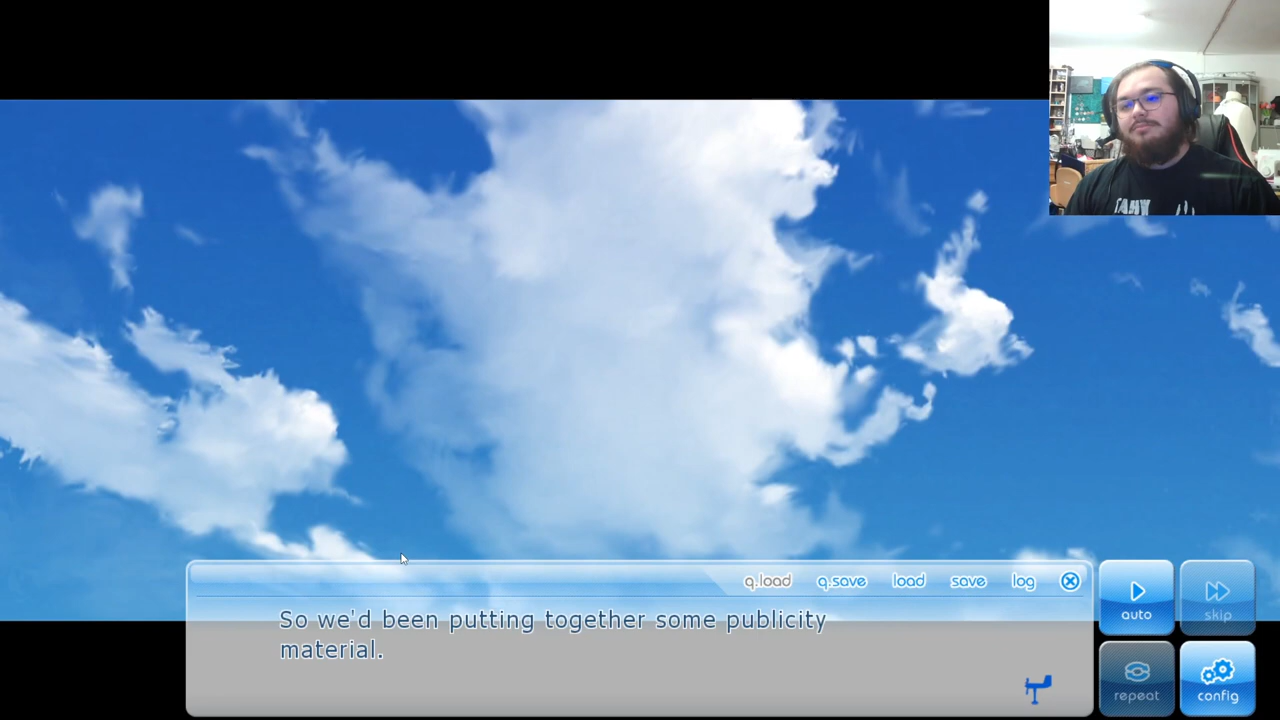 q.load q.save load save log
So we'd been putting together some publicity
material.
auto
skip
repeat
config